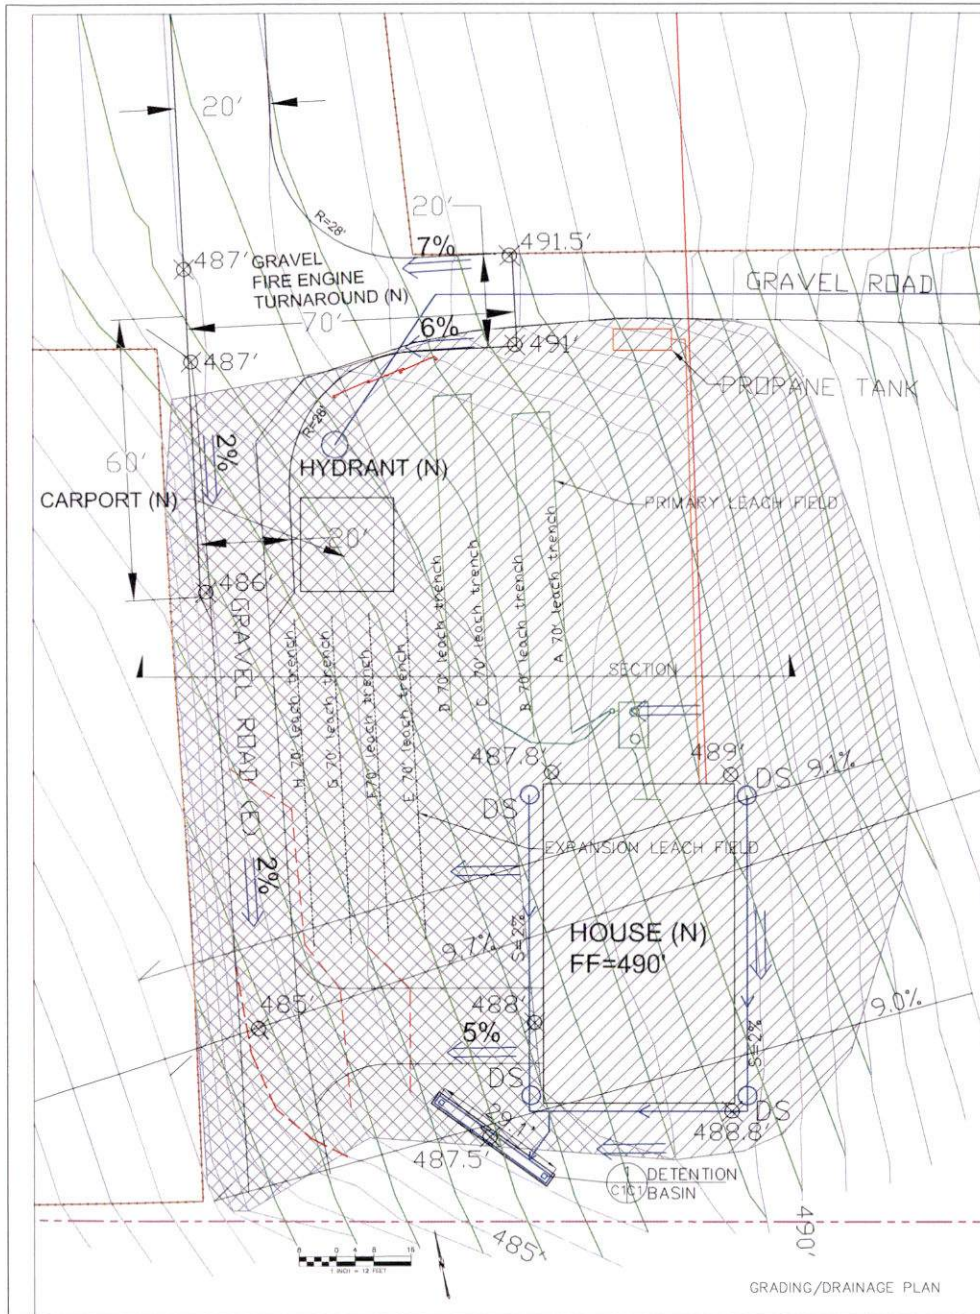 20'
R=28'
20'
7%
491.5'
487'
GRAVEL
FIRE ENGINE
TURNAROUND (N)
GRAVEL ROAD
70'
6%
491'
487'
PROPANE TANK
R=28'
2%
60'
HYDRANT (N)
CARPORT (N)
PRIMARY LEACH FIELD
20'
486'
GRAVEL ROAD (E)
D 70' leach trench
C 70' leach trench
B 70' leach trench
A 70' leach trench
H 70' leach trench
G 70' leach trench
F 70' leach trench
E 70' leach trench
SECTION
487.8'
489'
DS
DS
9.1%
EXPANSION LEACH FIELD
2%
HOUSE (N)
FF=490'
S=2%
9.7%
485'
488'
5%
9.0%
S=2%
DS
DS
29.1'
488.8'
487.5'
1
C1C1
DETENTION
BASIN
485'
490'
1 INCH = 12 FEET
N
GRADING/DRAINAGE PLAN